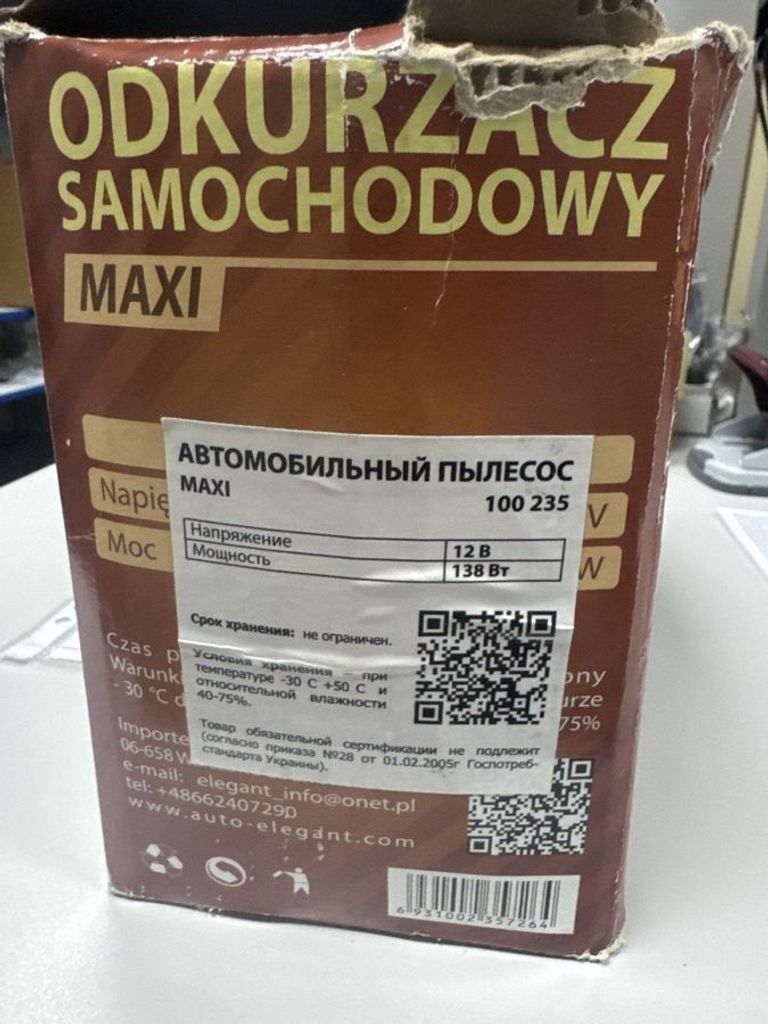 ODKURZACZ
SAMOCHODOWY
MAXI
АВТОМОБИЛЬНЫЙ ПЫЛЕСОС
MAXI
100 235
Напряжение 12 В
Мощность 138 Вт
Napię
V
Moc
W
Срок хранения: не ограничен.
Условия хранения – при
температуре -30 С +50 С и
относительной влажности
40-75%.
Товар обязательной сертификации не подлежит
(согласно приказа №28 от 01.02.2005г Госпотреб-
стандарта Украины).
Czas p
ony
Warunk
urze
- 30 °C d
75%
Importe
06-658 W
e-mail: elegant_info@onet.pl
tel: +48662407290
www.auto-elegant.com
6 931002 357264